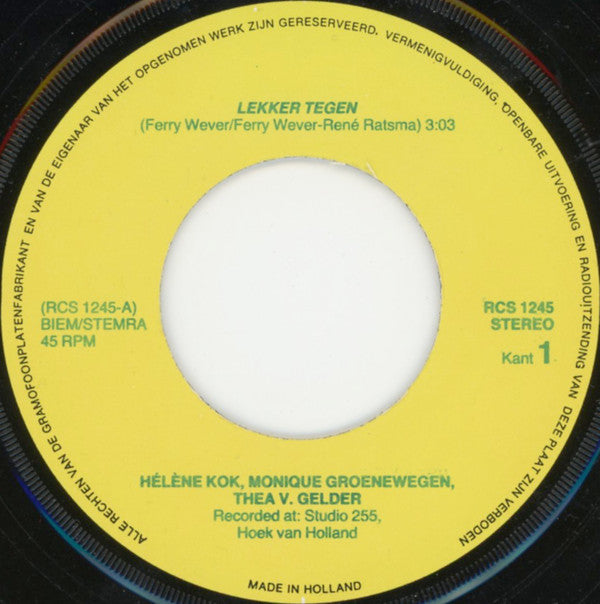 ALLE RECHTEN VAN DE GRAMOFOONPLATENFABRIKANT EN VAN DE EIGENAAR VAN HET OPGENOMEN WERK ZIJN GERESERVEERD. VERMENIGVULDIGING, OPENBARE UITVOERING EN RADIOUITZENDING VAN DEZE PLAAT ZIJN VERBODEN
LEKKER TEGEN
(Ferry Wever/Ferry Wever-René Ratsma) 3:03
(RCS 1245-A)
BIEM/STEMRA
45 RPM
RCS 1245
STEREO
Kant 1
HÉLÈNE KOK, MONIQUE GROENEWEGEN,
THEA V. GELDER
Recorded at: Studio 255,
Hoek van Holland
MADE IN HOLLAND